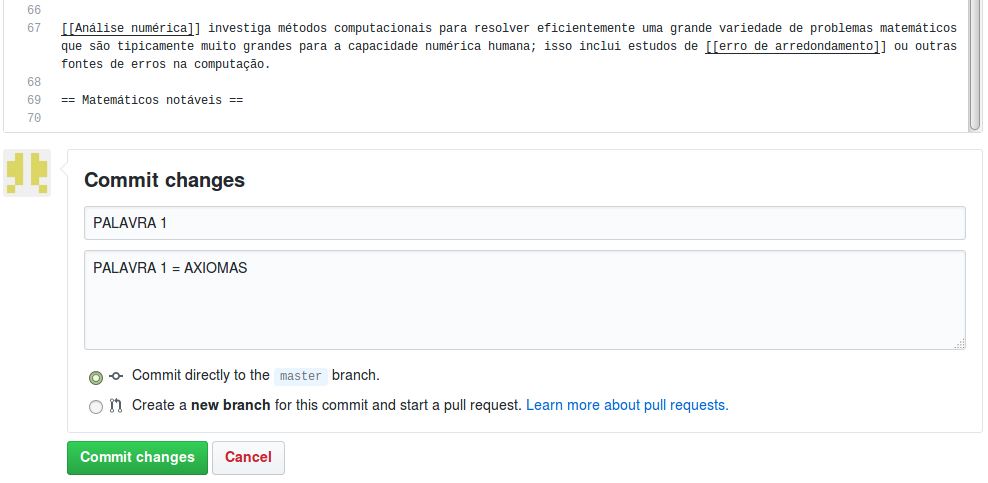 66
67 [[Análise numérica]] investiga métodos computacionais para resolver eficientemente uma grande variedade de problemas matemáticos
que são tipicamente muito grandes para a capacidade numérica humana; isso inclui estudos de [[erro de arredondamento]] ou outras
fontes de erros na computação.
68
69 == Matemáticos notáveis ==
70
Commit changes
PALAVRA 1
PALAVRA 1 = AXIOMAS
Commit directly to the master branch.
Create a new branch for this commit and start a pull request. Learn more about pull requests.
Commit changes Cancel